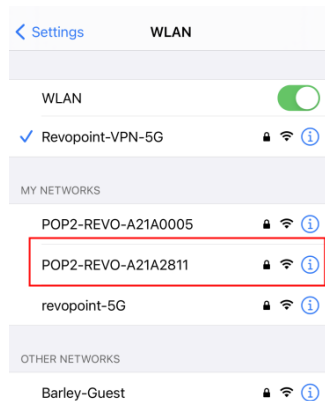 Settings WLAN
WLAN
Revopoint-VPN-5G
MY NETWORKS
POP2-REVO-A21A0005
POP2-REVO-A21A2811
revopoint-5G
OTHER NETWORKS
Barley-Guest